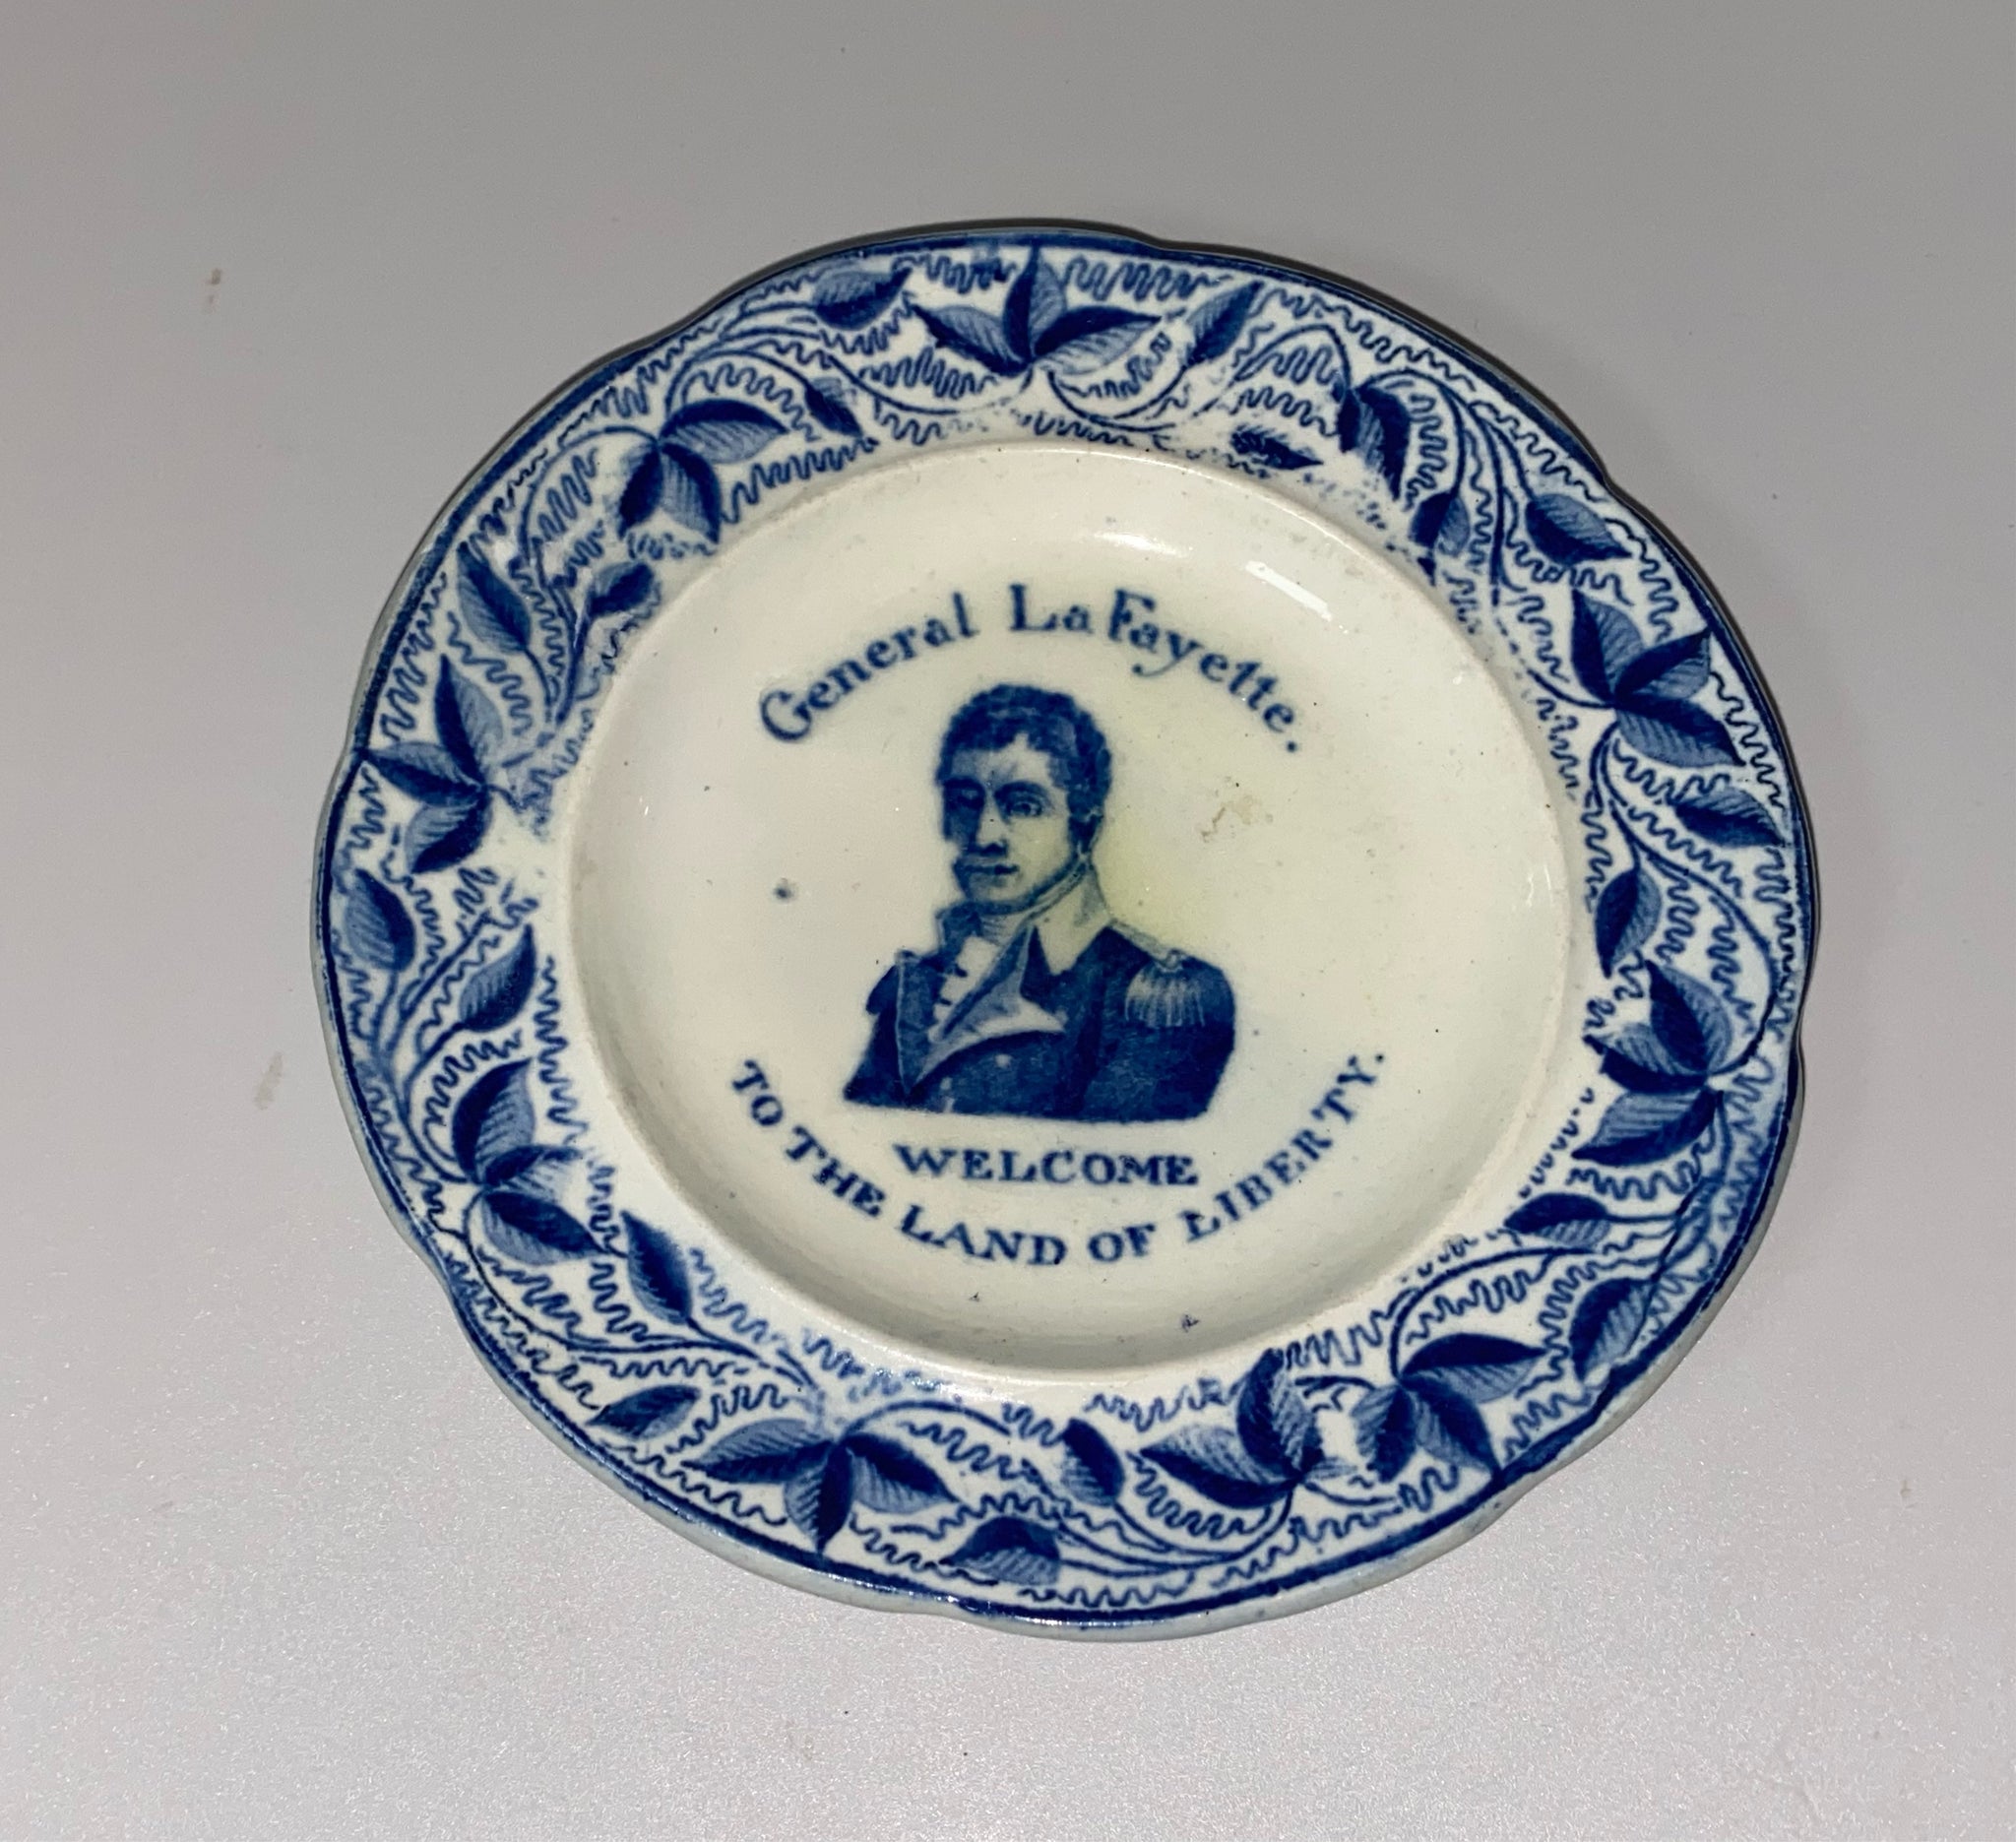 General La Fayette.
WELCOME
TO THE LAND OF LIBERTY.